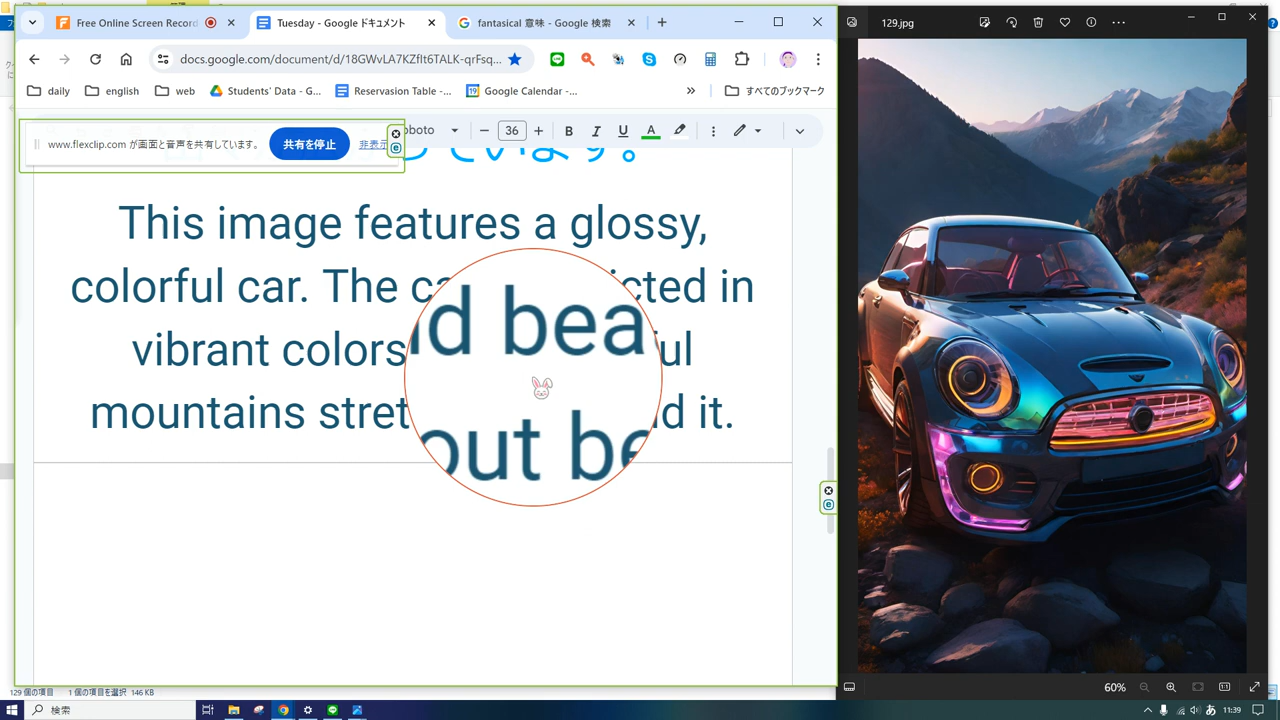 Free Online Screen Record
Tuesday - Google ドキュメント
fantasical 意味 - Google 検索
129.jpg
docs.google.com/document/d/18GWvLA7KZflt6TALK-qrFsq...
daily
english
web
Students' Data - G...
Reservasion Table -...
Google Calendar -...
すべてのブックマーク
www.flexclip.com が画面と音声を共有しています。
共有を停止
非表示
oboto
36
B I U A
This image features a glossy,
colorful car. The ca icted in
vibrant colors ful
mountains stret d it.
d bea
out be
129 個の項目
1 個の項目を選択 146 KB
60%
検索
あ
11:39